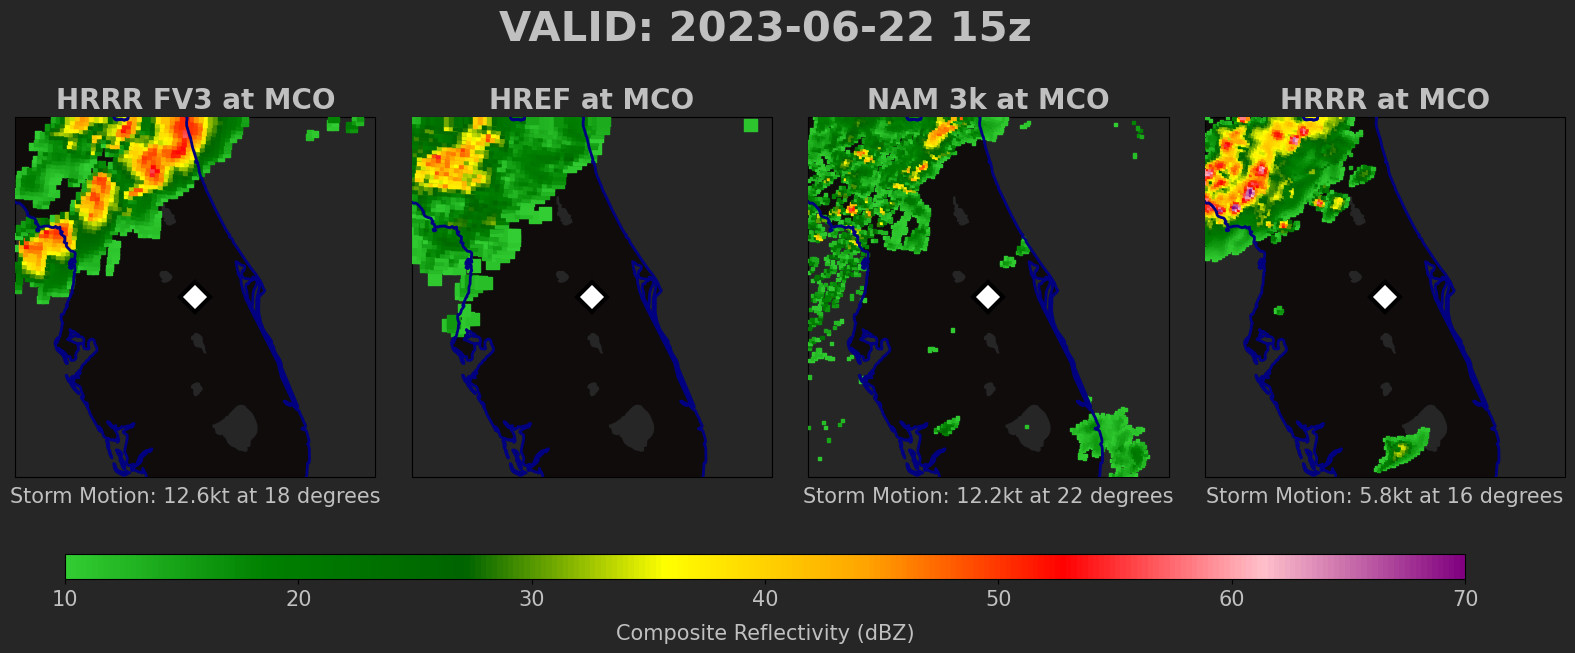 VALID: 2023-06-22 15z
HRRR FV3 at MCO
HREF at MCO
NAM 3k at MCO
HRRR at MCO
Storm Motion: 12.6kt at 18 degrees
Storm Motion: 12.2kt at 22 degrees
Storm Motion: 5.8kt at 16 degrees
10 20 30 40 50 60 70
Composite Reflectivity (dBZ)